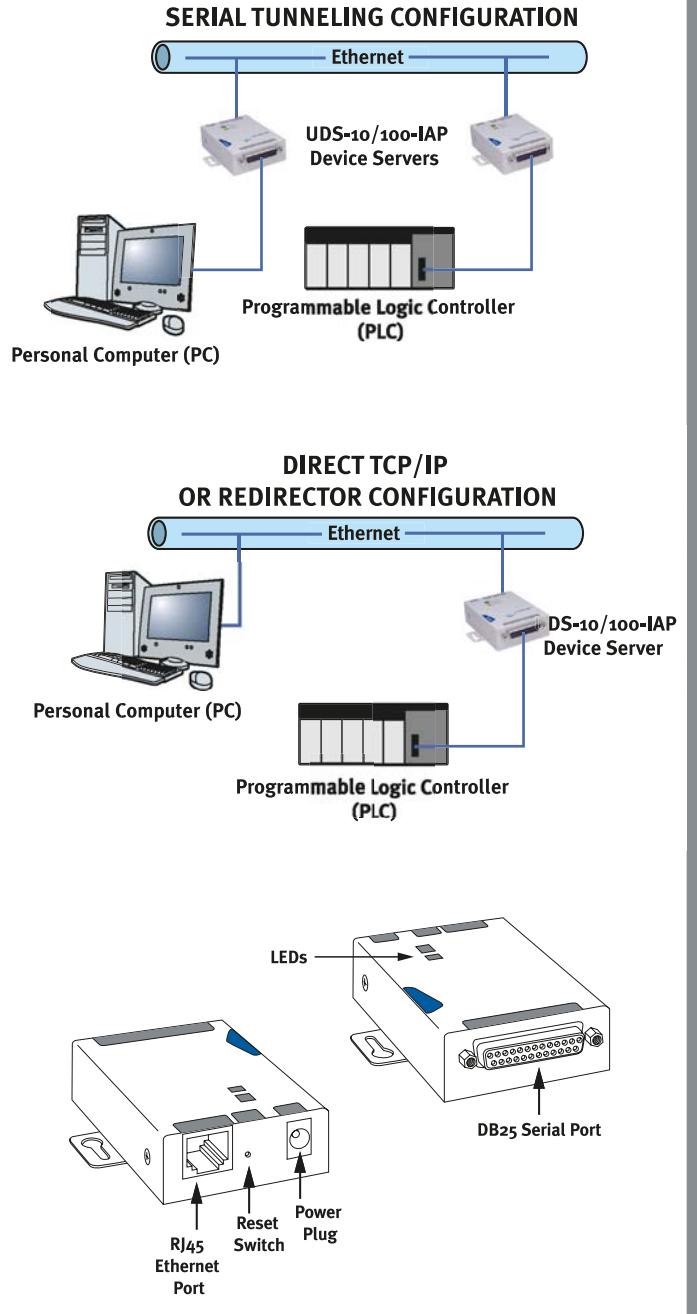 SERIAL TUNNELING CONFIGURATION
Ethernet
UDS-10/100-IAP
Device Servers
Programmable Logic Controller
(PLC)
Personal Computer (PC)
DIRECT TCP/IP
OR REDIRECTOR CONFIGURATION
Ethernet
DS-10/100-IAP
Device Server
Personal Computer (PC)
Programmable Logic Controller
(PLC)
LEDs
DB25 Serial Port
Power
Plug
Reset
Switch
RJ45
Ethernet
Port